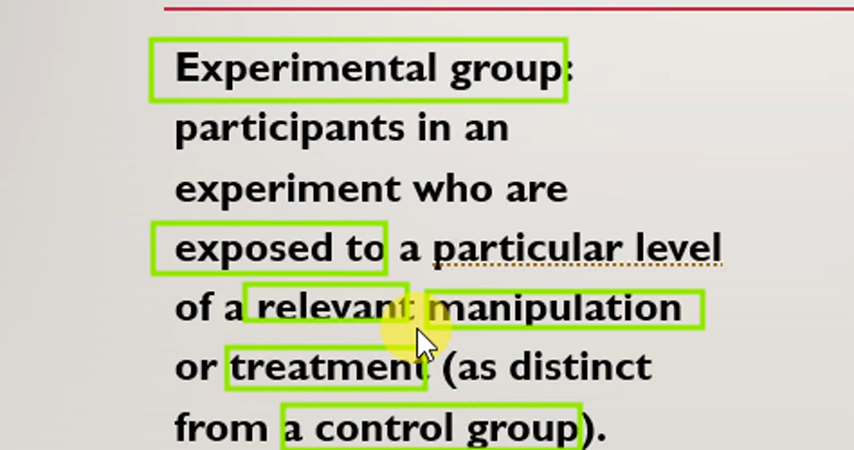 Experimental group:
participants in an
experiment who are
exposed to a particular level
of a relevant manipulation
or treatment (as distinct
from a control group).